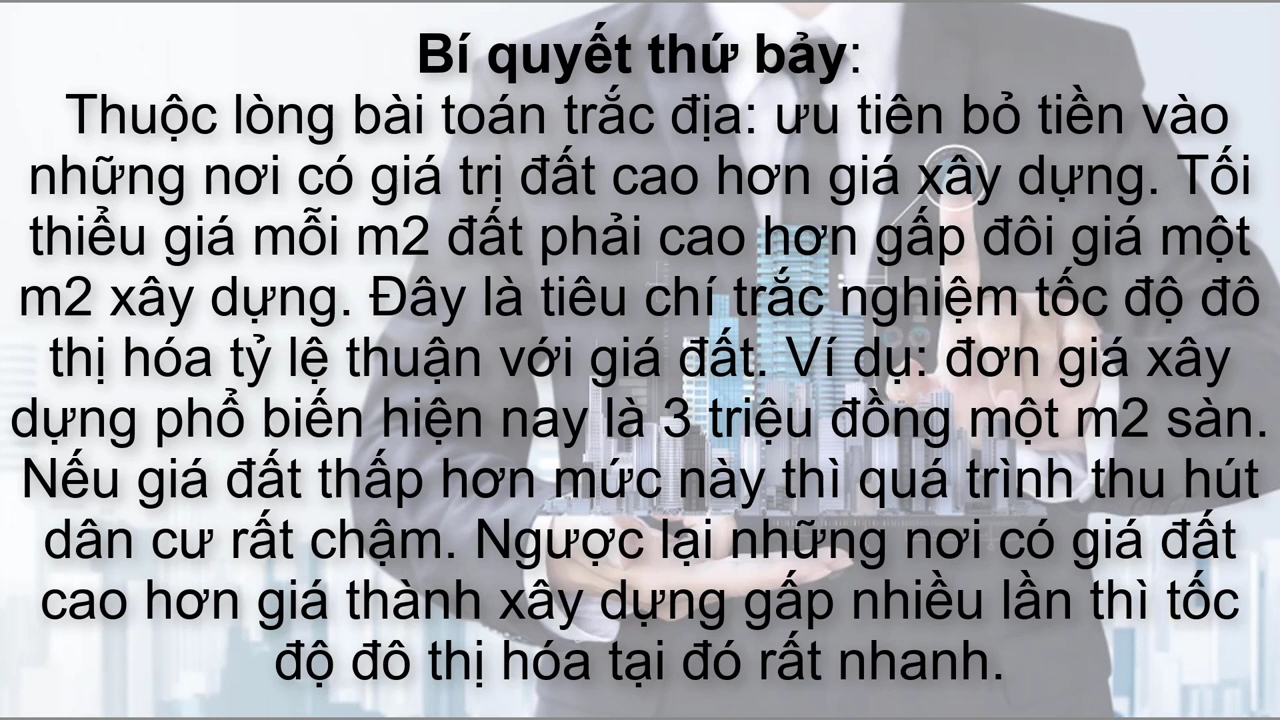 Bí quyết thứ bảy:
Thuộc lòng bài toán trắc địa: ưu tiên bỏ tiền vào
những nơi có giá trị đất cao hơn giá xây dựng. Tối
thiểu giá mỗi m2 đất phải cao hơn gấp đôi giá một
m2 xây dựng. Đây là tiêu chí trắc nghiệm tốc độ đô
thị hóa tỷ lệ thuận với giá đất. Ví dụ: đơn giá xây
dựng phổ biến hiện nay là 3 triệu đồng một m2 sàn.
Nếu giá đất thấp hơn mức này thì quá trình thu hút
dân cư rất chậm. Ngược lại những nơi có giá đất
cao hơn giá thành xây dựng gấp nhiều lần thì tốc
độ đô thị hóa tại đó rất nhanh.